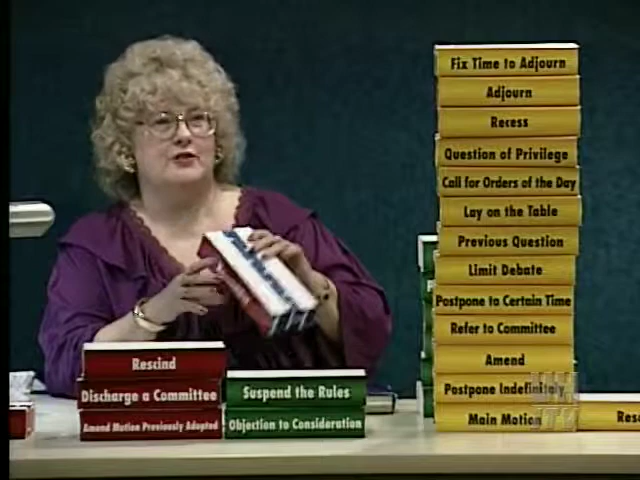 Fix Time to Adjourn
Adjourn
Recess
Question of Privilege
Call for Orders of the Day
Lay on the Table
Previous Question
Limit Debate
Postpone to Certain Time
Refer to Committee
Amend
Postpone Indefinitely
Main Motion
Rescind
Discharge a Committee
Amend Motion Previously Adopted
Suspend the Rules
Objection to Consideration
Res